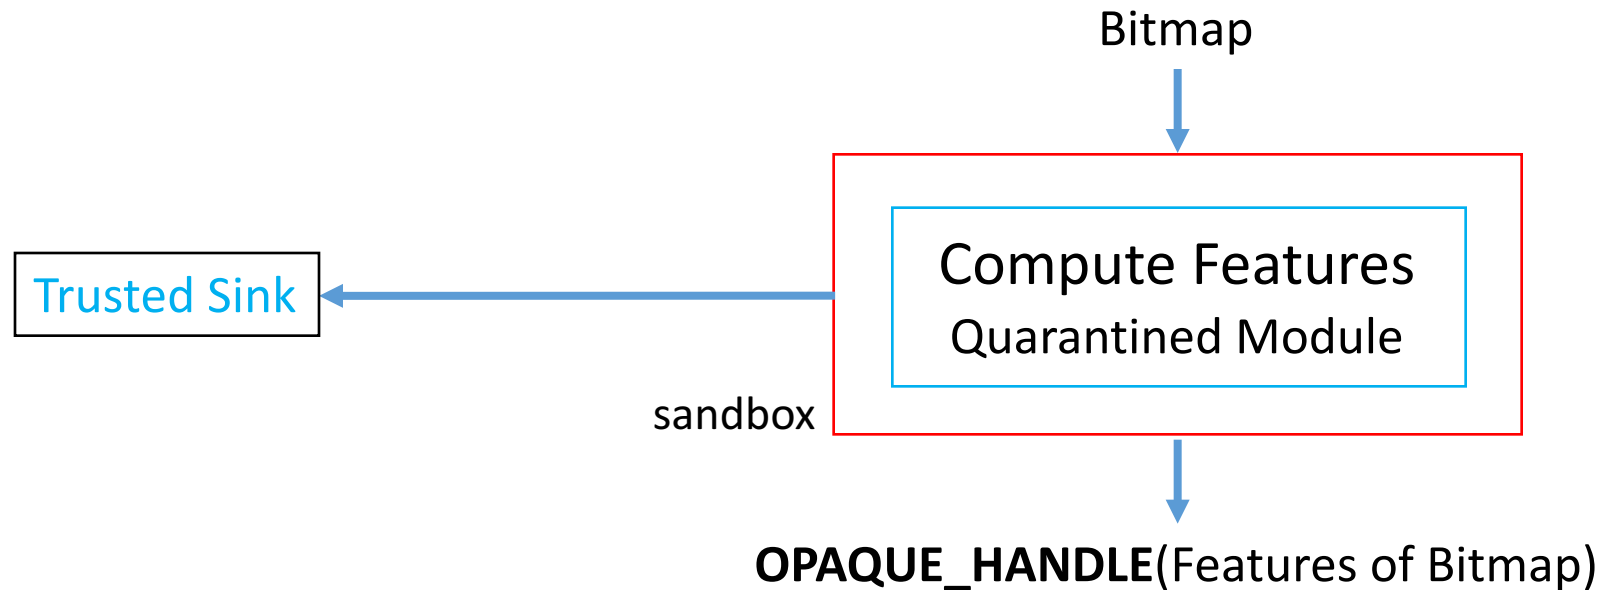 Bitmap
Compute Features
Quarantined Module
Trusted Sink
sandbox
OPAQUE_HANDLE(Features of Bitmap)